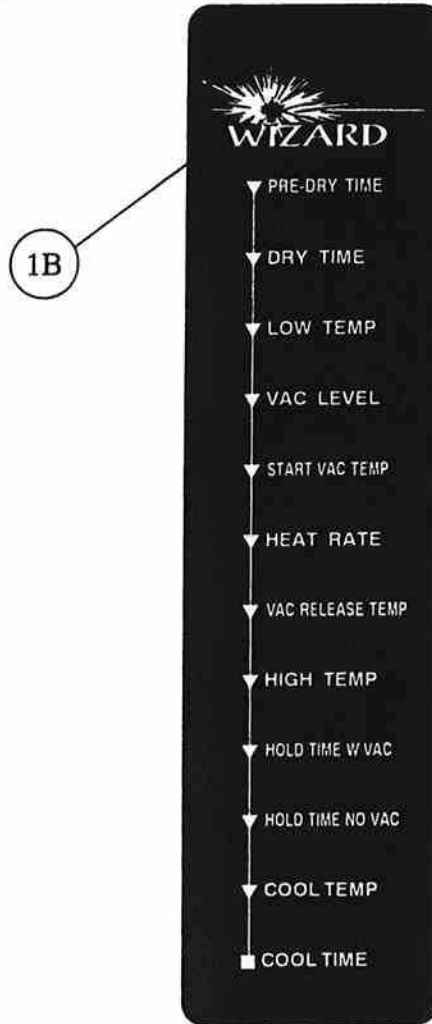 WIZARD
PRE-DRY TIME
1B
DRY TIME
LOW TEMP
VAC LEVEL
START VAC TEMP
HEAT RATE
VAC RELEASE TEMP
HIGH TEMP
HOLD TIME W VAC
HOLD TIME NO VAC
COOL TEMP
COOL TIME